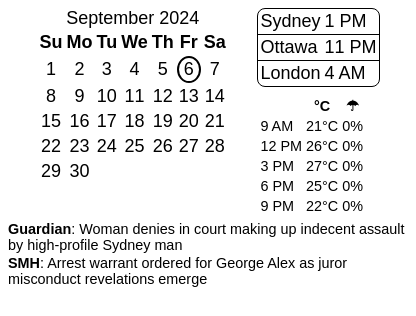 September 2024
Su Mo Tu We Th Fr Sa
1 2 3 4 5 6 7
8 9 10 11 12 13 14
15 16 17 18 19 20 21
22 23 24 25 26 27 28
29 30
Sydney 1 PM
Ottawa 11 PM
London 4 AM
°C ☂
9 AM 21°C 0%
12 PM 26°C 0%
3 PM 27°C 0%
6 PM 25°C 0%
9 PM 22°C 0%
Guardian: Woman denies in court making up indecent assault
by high-profile Sydney man
SMH: Arrest warrant ordered for George Alex as juror
misconduct revelations emerge